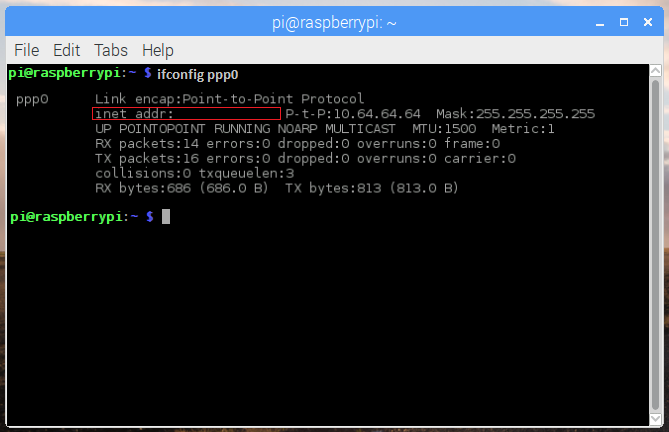 pi@raspberrypi: ~
File Edit Tabs Help
pi@raspberrypi:~ $ ifconfig ppp0
ppp0 Link encap:Point-to-Point Protocol
inet addr: P-t-P:10.64.64.64 Mask:255.255.255.255
UP POINTOPOINT RUNNING NOARP MULTICAST MTU:1500 Metric:1
RX packets:14 errors:0 dropped:0 overruns:0 frame:0
TX packets:16 errors:0 dropped:0 overruns:0 carrier:0
collisions:0 txqueuelen:3
RX bytes:686 (686.0 B) TX bytes:813 (813.0 B)
pi@raspberrypi:~ $